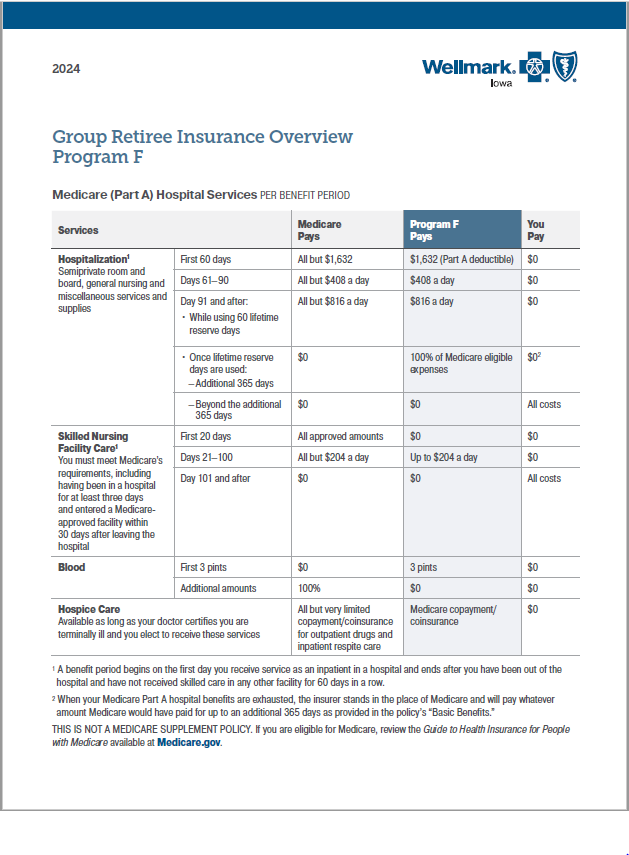 2024
Wellmark.
Iowa
Group Retiree Insurance Overview
Program F
Medicare (Part A) Hospital Services PER BENEFIT PERIOD
Services
Medicare
Pays
Program F
Pays
You
Pay
Hospitalization¹
Semiprivate room and
board, general nursing and
miscellaneous services and
supplies
First 60 days
All but $1,632
$1,632 (Part A deductible)
$0
Days 61–90
All but $408 a day
$408 a day
$0
Day 91 and after:
• While using 60 lifetime
reserve days
All but $816 a day
$816 a day
$0
• Once lifetime reserve
days are used:
– Additional 365 days
$0
100% of Medicare eligible
expenses
$0²
– Beyond the additional
365 days
$0
$0
All costs
Skilled Nursing
Facility Care¹
You must meet Medicare's
requirements, including
having been in a hospital
for at least three days
and entered a Medicare-
approved facility within
30 days after leaving the
hospital
First 20 days
All approved amounts
$0
$0
Days 21–100
All but $204 a day
Up to $204 a day
$0
Day 101 and after
$0
$0
All costs
Blood
First 3 pints
$0
3 pints
$0
Additional amounts
100%
$0
$0
Hospice Care
Available as long as your doctor certifies you are
terminally ill and you elect to receive these services
All but very limited
copayment/coinsurance
for outpatient drugs and
inpatient respite care
Medicare copayment/
coinsurance
$0
¹ A benefit period begins on the first day you receive service as an inpatient in a hospital and ends after you have been out of the
hospital and have not received skilled care in any other facility for 60 days in a row.
² When your Medicare Part A hospital benefits are exhausted, the insurer stands in the place of Medicare and will pay whatever
amount Medicare would have paid for up to an additional 365 days as provided in the policy's "Basic Benefits."
THIS IS NOT A MEDICARE SUPPLEMENT POLICY. If you are eligible for Medicare, review the Guide to Health Insurance for People
with Medicare available at Medicare.gov.